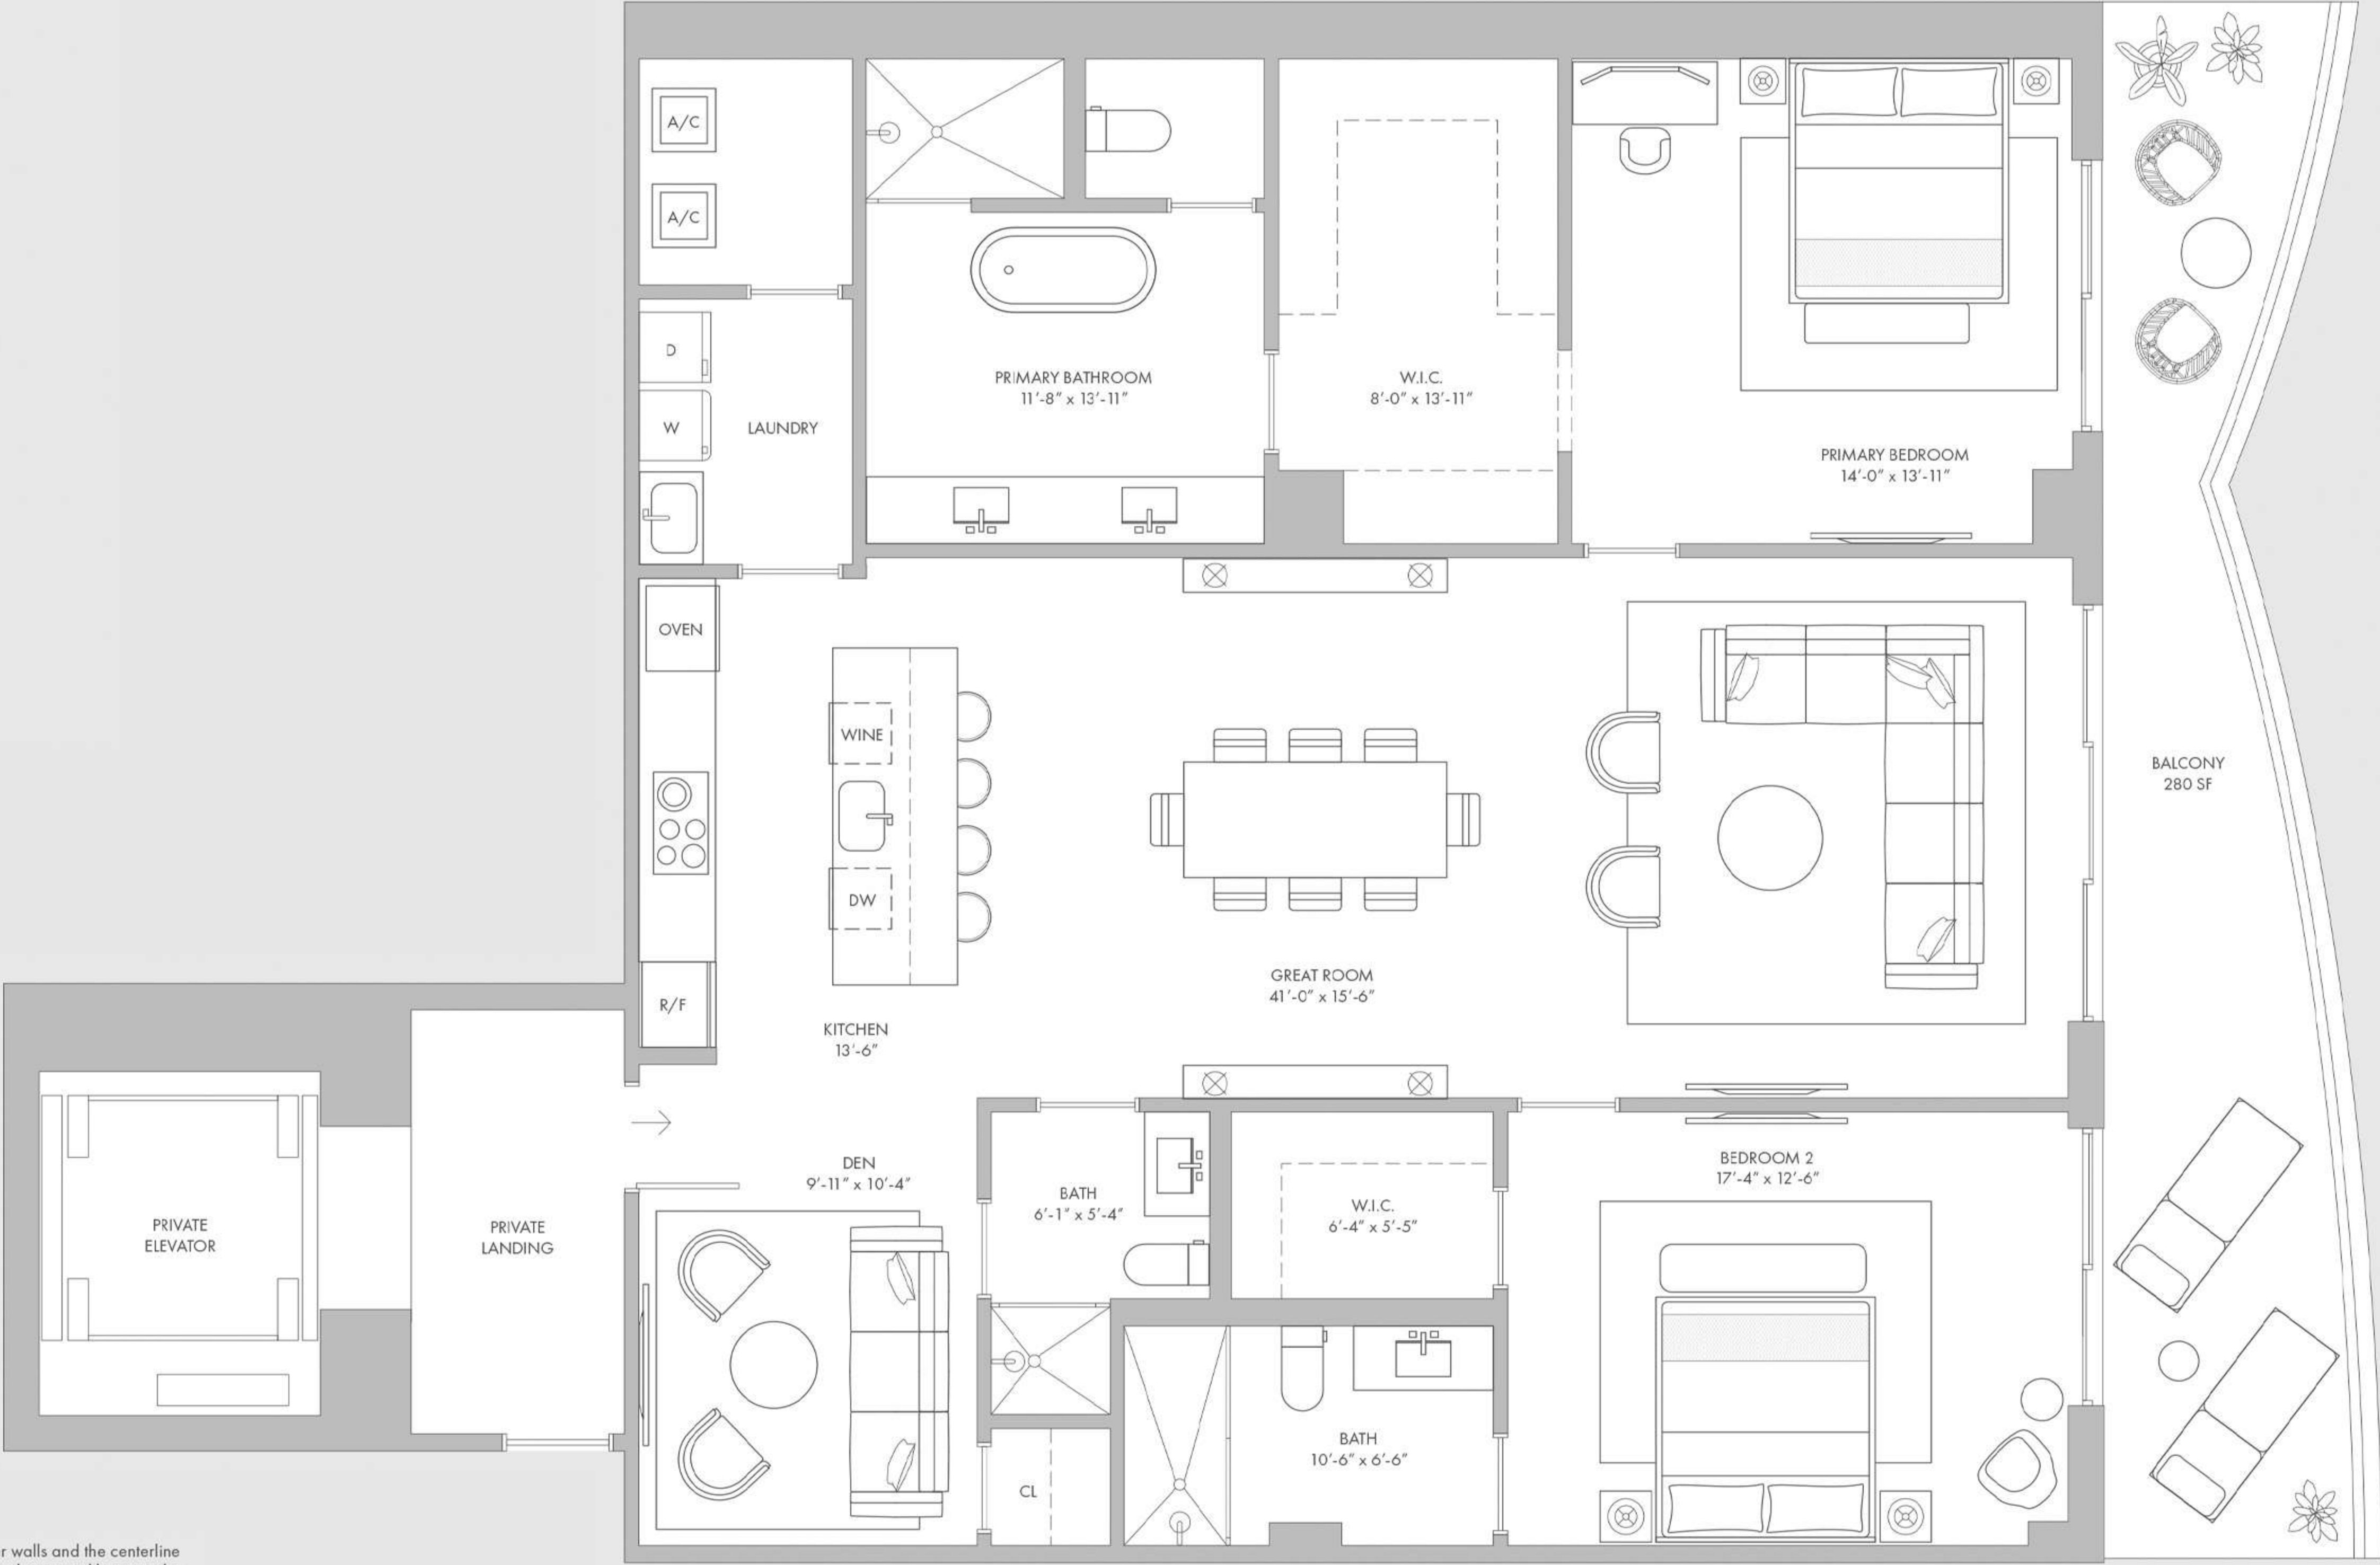 A/C
A/C
D
W
LAUNDRY
PRIMARY BATHROOM
11'-8" x 13'-11"
W.I.C.
8'-0" x 13'-11"
PRIMARY BEDROOM
14'-0" x 13'-11"
OVEN
WINE
DW
R/F
KITCHEN
13'-6"
GREAT ROOM
41'-0" x 15'-6"
BALCONY
280 SF
PRIVATE
ELEVATOR
PRIVATE
LANDING
DEN
9'-11" x 10'-4"
BATH
6'-1" x 5'-4"
W.I.C.
6'-4" x 5'-5"
BEDROOM 2
17'-4" x 12'-6"
CL
BATH
10'-6" x 6'-6"
r walls and the centerline